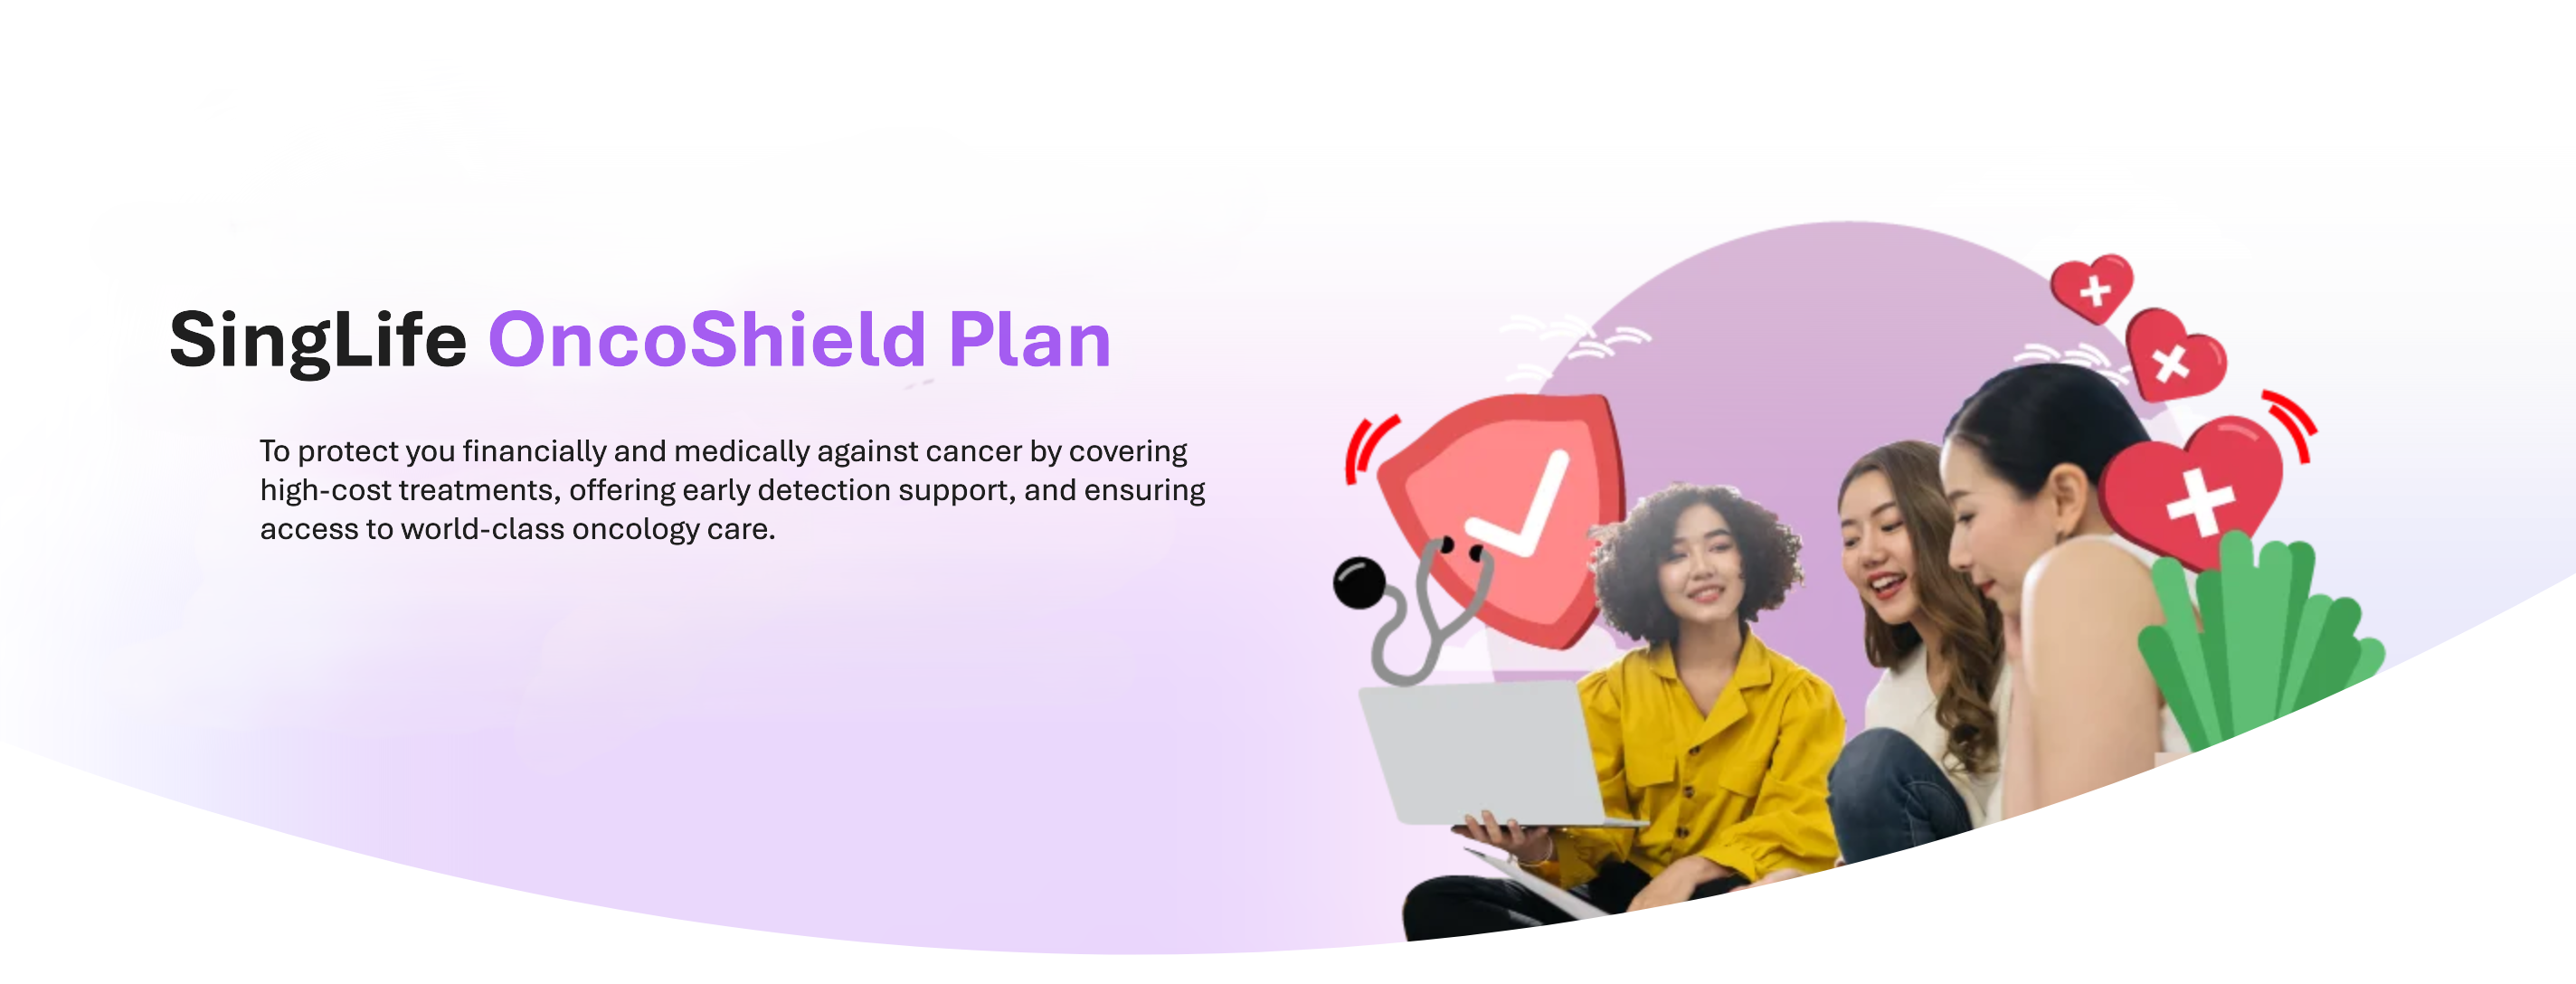 SingLife OncoShield Plan
To protect you financially and medically against cancer by covering
high-cost treatments, offering early detection support, and ensuring
access to world-class oncology care.